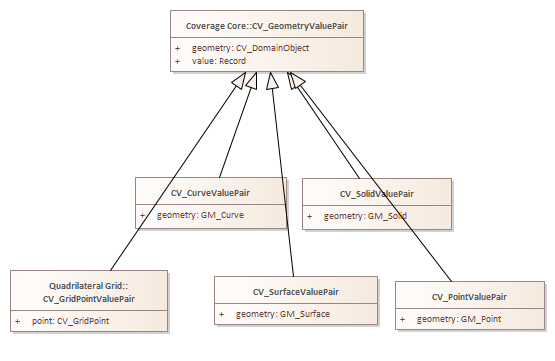 Coverage Core::CV_GeometryValuePair
+ geometry: CV_DomainObject
+ value: Record
CV_CurveValuePair
+ geometry: GM_Curve
CV_SolidValuePair
+ geometry: GM_Solid
Quadrilateral Grid::
CV_GridPointValuePair
+ point: CV_GridPoint
CV_SurfaceValuePair
+ geometry: GM_Surface
CV_PointValuePair
+ geometry: GM_Point